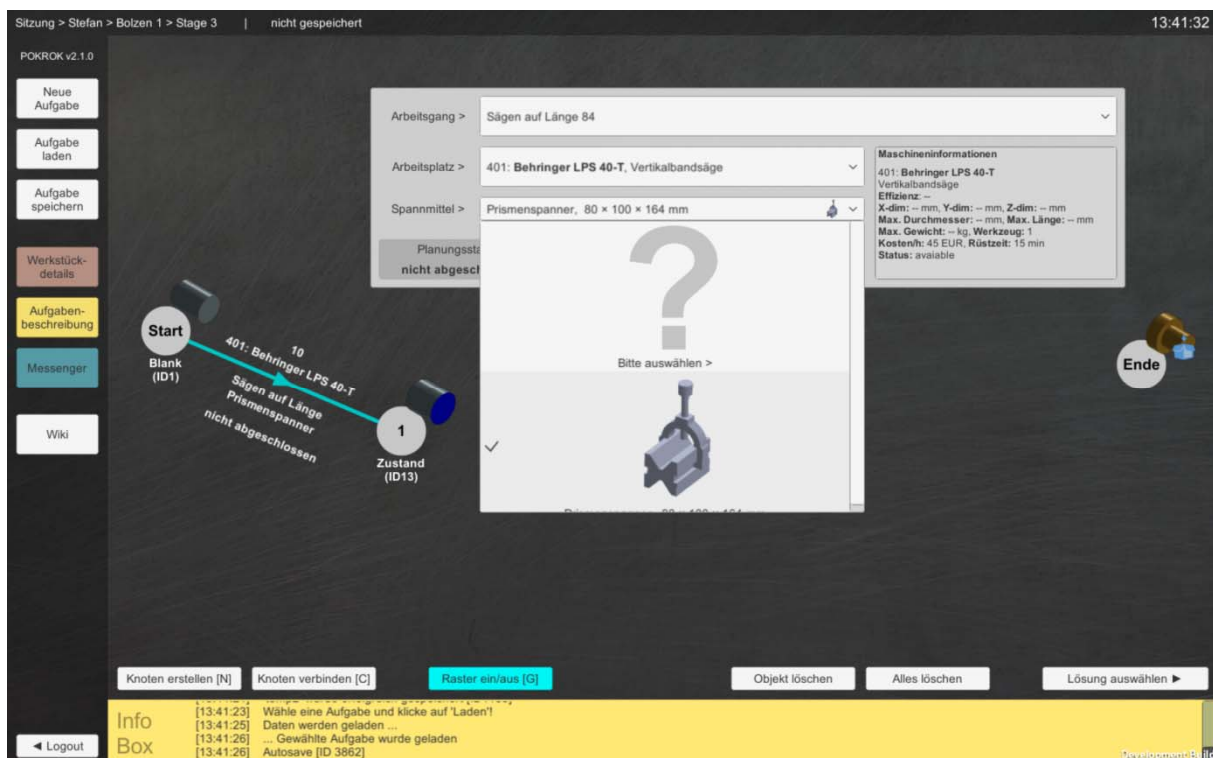 Sitzung > Stefan > Bolzen 1 > Stage 3 | nicht gespeichert
13:41:32
POKROK v2.1.0
Neue
Aufgabe
Aufgabe
laden
Aufgabe
speichern
Werkstück-
details
Aufgaben-
beschreibung
Messenger
Wiki
◄ Logout
Arbeitsgang >
Sägen auf Länge 84
Arbeitsplatz >
401: Behringer LPS 40-T, Vertikalbandsäge
Spannmittel >
Prismenspanner, 80 × 100 × 164 mm
Planungssta
nicht abgesch
Bitte auswählen >
Maschineninformationen
401: Behringer LPS 40-T
Vertikalbandsäge
Effizienz: --
X-dim: -- mm, Y-dim: -- mm, Z-dim: -- mm
Max. Durchmesser: -- mm, Max. Länge: -- mm
Max. Gewicht: -- kg, Werkzeug: 1
Kosten/h: 45 EUR, Rüstzeit: 15 min
Status: avaiable
Start
Blank
(ID1)
10
401: Behringer LPS 40-T
Sägen auf Länge
Prismenspanner
nicht abgeschlossen
1
Zustand
(ID13)
Ende
Knoten erstellen [N]
Knoten verbinden [C]
Raster ein/aus [G]
Objekt löschen
Alles löschen
Lösung auswählen ►
Info
Box
[13:41:23] Wähle eine Aufgabe und klicke auf 'Laden'!
[13:41:25] Daten werden geladen ...
[13:41:26] ... Gewählte Aufgabe wurde geladen
[13:41:26] Autosave [ID 3862]
Development Build